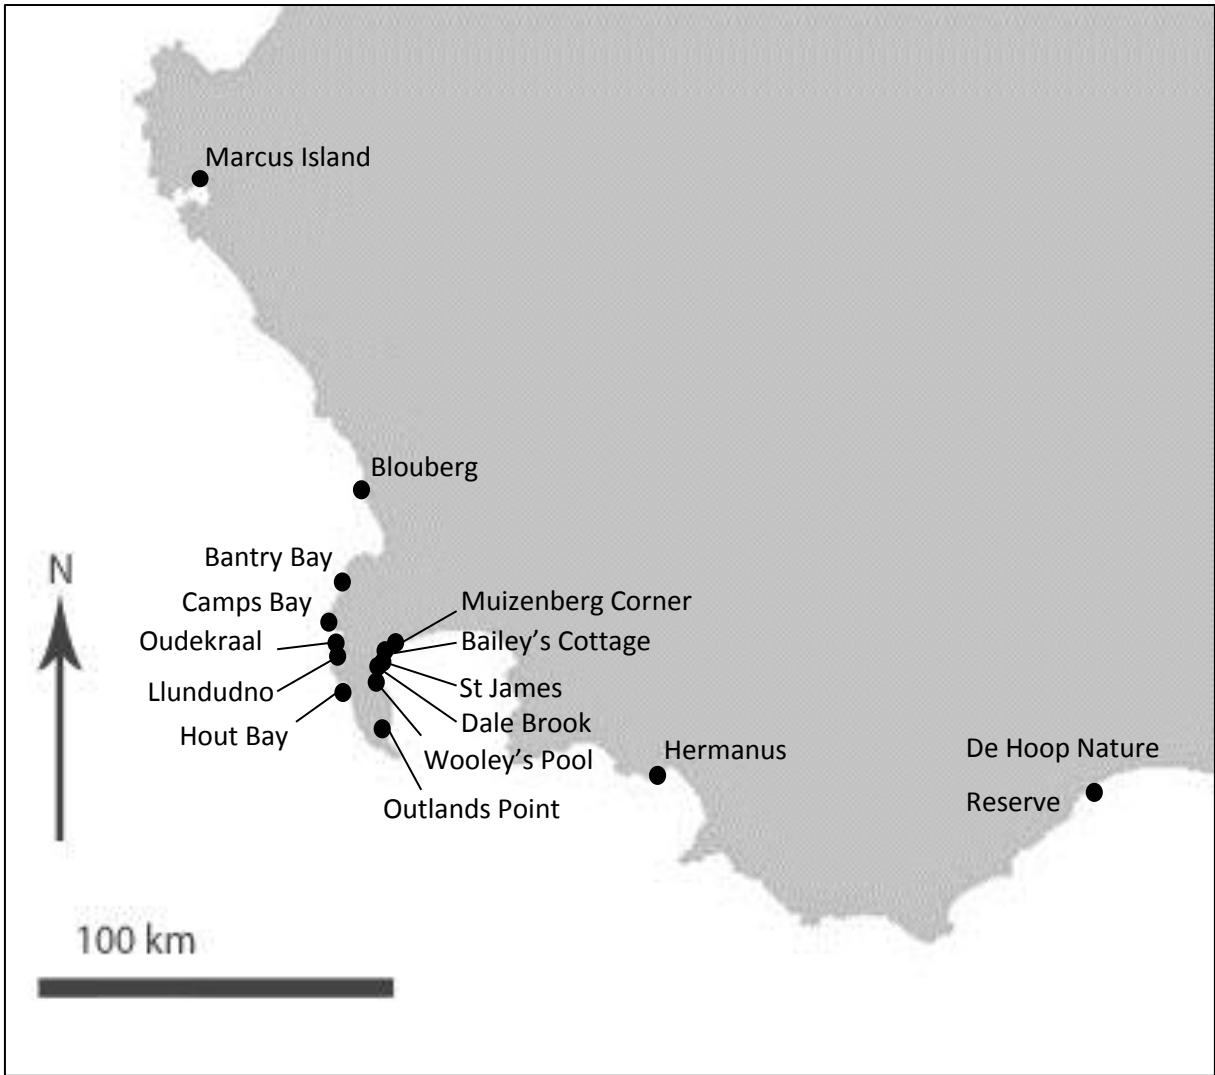 Marcus Island
Blouberg
Bantry Bay
N
Camps Bay
Muizenberg Corner
Oudekraal
Bailey’s Cottage
Llundudno
St James
Dale Brook
Hout Bay
Wooley’s Pool
Hermanus
De Hoop Nature
Reserve
Outlands Point
100 km